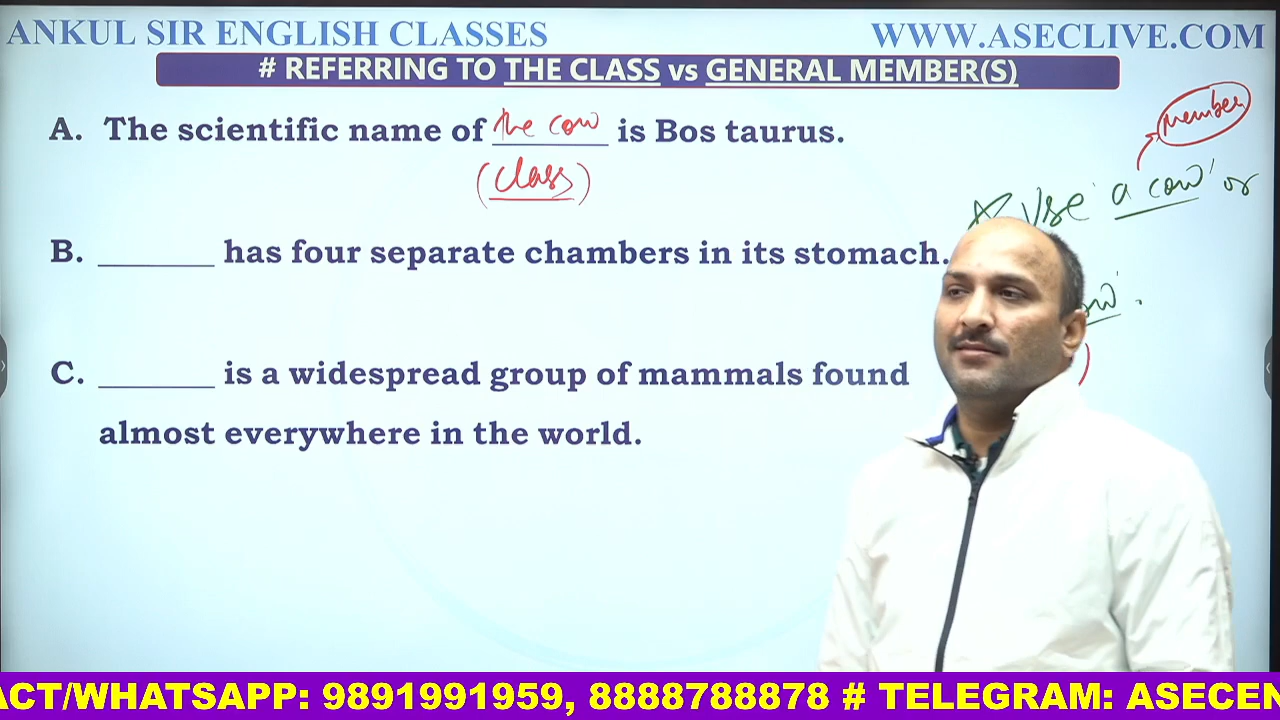 ANKUL SIR ENGLISH CLASSES
WWW.ASECLIVE.COM
# REFERRING TO THE CLASS vs GENERAL MEMBER(S)
member
A. The scientific name of the cow is Bos taurus.
(class)
Use 'a cow' or
B. _______ has four separate chambers in its stomach.
C. _______ is a widespread group of mammals found
almost everywhere in the world.
ACT/WHATSAPP: 9891991959, 8888788878 # TELEGRAM: ASECEN